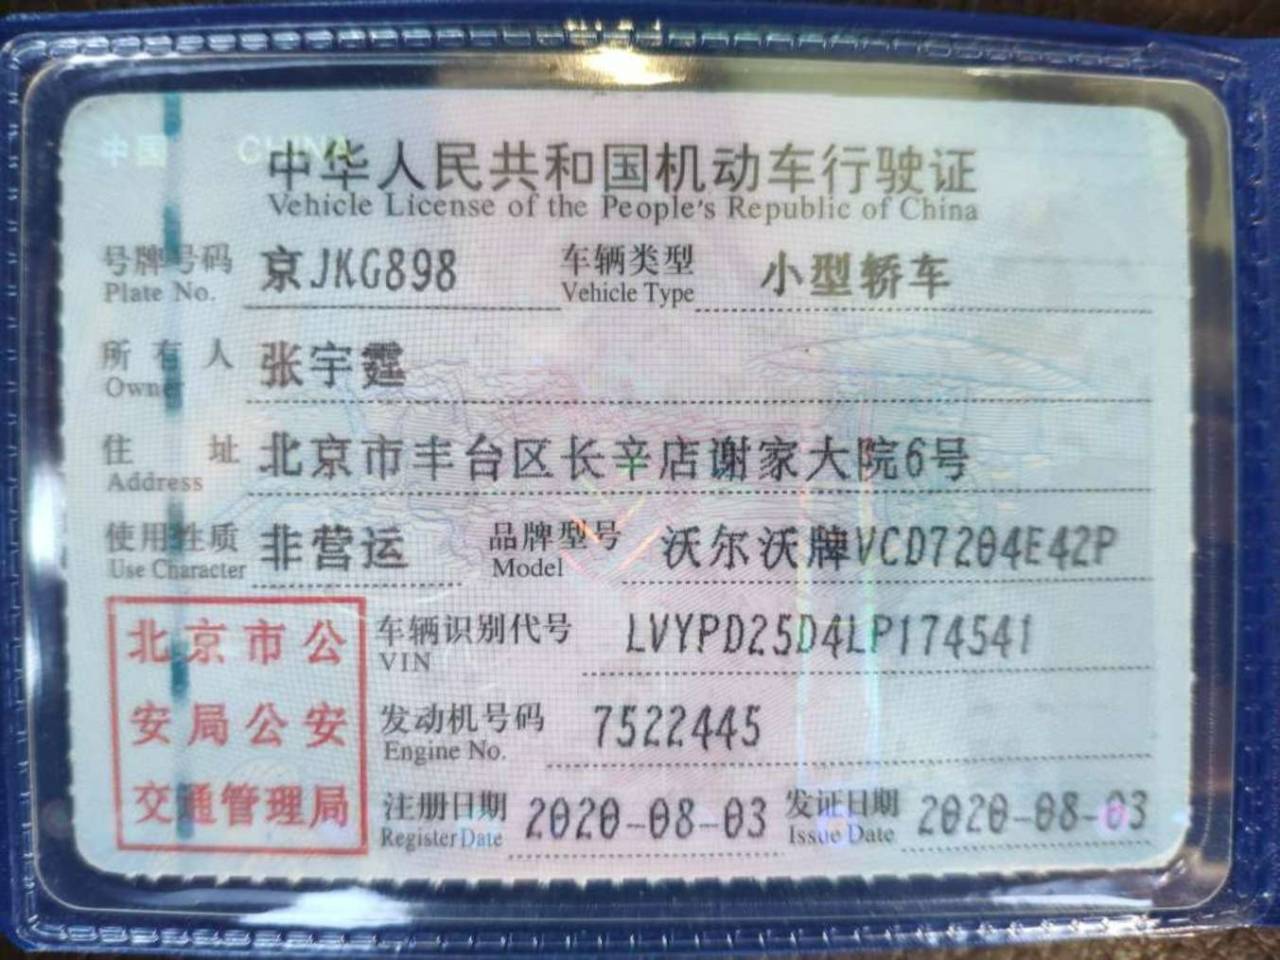 中国 CHINA
中华人民共和国机动车行驶证
Vehicle License of the People's Republic of China
号牌号码 京JKG898 车辆类型 小型轿车
Plate No. Vehicle Type
所有人 张宇霆
Owner
住址 北京市丰台区长辛店谢家大院6号
Address
使用性质 非营运 品牌型号 沃尔沃牌VCD7204E42P
Use Character Model
北京市公
安局公安
交通管理局
车辆识别代号 LVYPD25D4LP174541
VIN
发动机号码 7522445
Engine No.
注册日期 2020-08-03 发证日期 2020-08-03
Register Date Issue Date